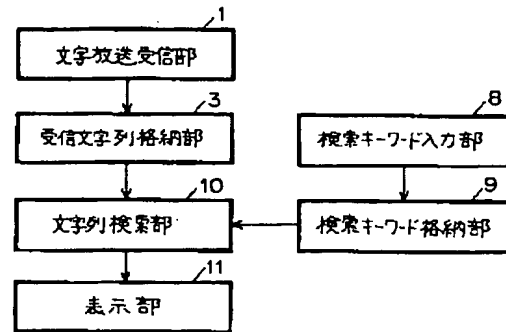 1
文字放送受信部
3
受信文字列格納部
8
検索キーワード入力部
10
文字列検索部
9
検索キーワード格納部
11
表示部